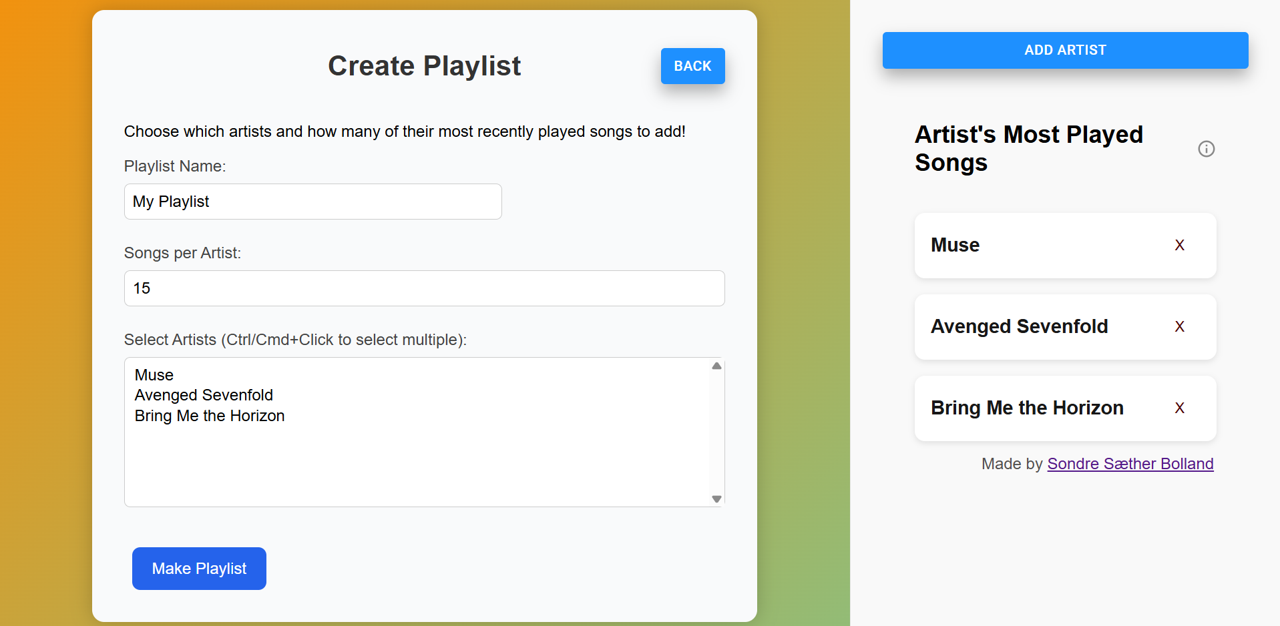 Create Playlist
BACK
Choose which artists and how many of their most recently played songs to add!
Playlist Name:
My Playlist
Songs per Artist:
15
Select Artists (Ctrl/Cmd+Click to select multiple):
Muse
Avenged Sevenfold
Bring Me the Horizon
Make Playlist
ADD ARTIST
Artist's Most Played
Songs
Muse X
Avenged Sevenfold X
Bring Me the Horizon X
Made by Sondre Sæther Bolland